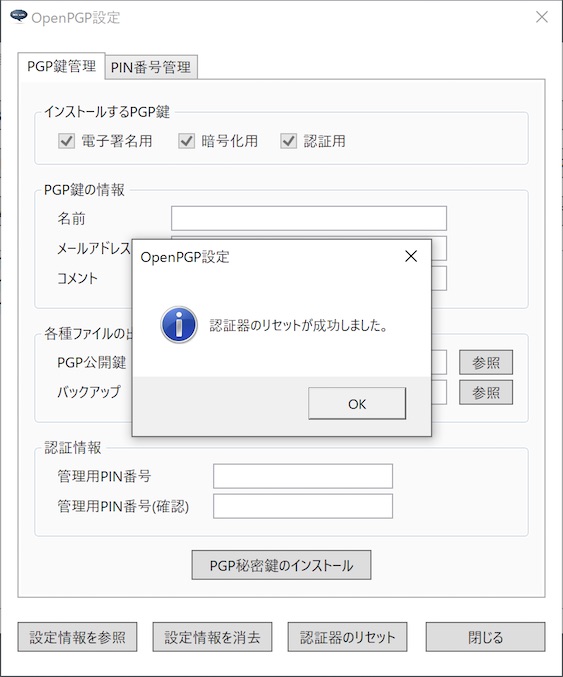 OpenPGP設定
PGP鍵管理
PIN番号管理
インストールするPGP鍵
電子署名用
暗号化用
認証用
PGP鍵の情報
名前
メールアドレス
コメント
OpenPGP設定
認証器のリセットが成功しました。
OK
各種ファイルの出
PGP公開鍵
参照
バックアップ
参照
認証情報
管理用PIN番号
管理用PIN番号(確認)
PGP秘密鍵のインストール
設定情報を参照
設定情報を消去
認証器のリセット
閉じる